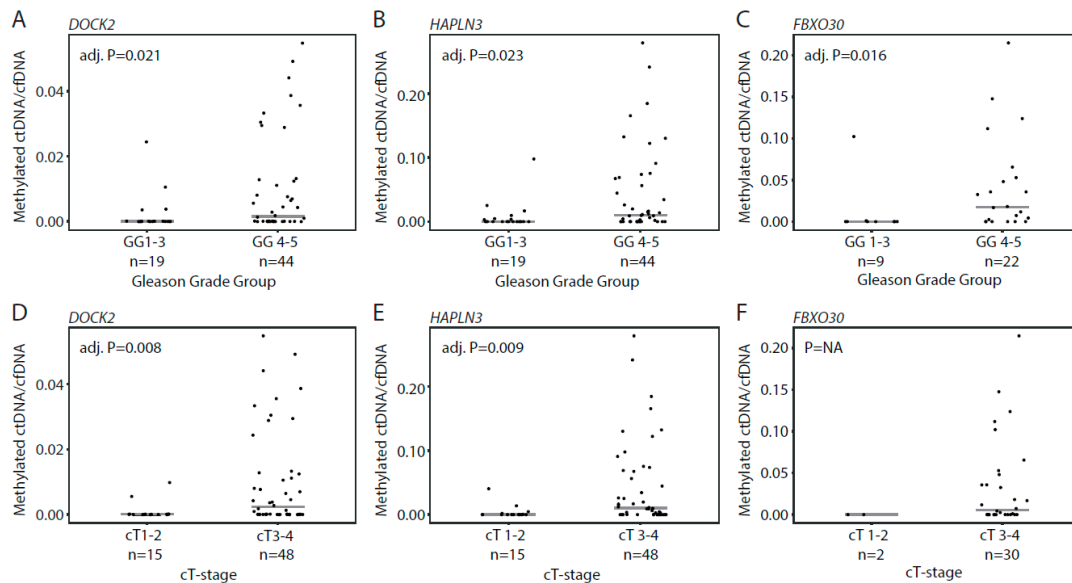 A
DOCK2
adj. P=0.021
Methylated ctDNA/cfDNA
0.04
0.02
0.00
GG1-3
GG 4-5
n=19
n=44
Gleason Grade Group
B
HAPLN3
adj. P=0.023
Methylated ctDNA/cfDNA
0.20
0.10
0.00
GG1-3
GG 4-5
n=19
n=44
Gleason Grade Group
C
FBXO30
adj. P=0.016
Methylated ctDNA/cfDNA
0.20
0.15
0.10
0.05
0.00
GG 1-3
GG 4-5
n=9
n=22
Gleason Grade Group
D
DOCK2
adj. P=0.008
Methylated ctDNA/cfDNA
0.04
0.02
0.00
cT1-2
cT3-4
n=15
n=48
cT-stage
E
HAPLN3
adj. P=0.009
Methylated ctDNA/cfDNA
0.20
0.10
0.00
cT 1-2
cT 3-4
n=15
n=48
cT-stage
F
FBXO30
P=NA
Methylated ctDNA/cfDNA
0.20
0.15
0.10
0.05
0.00
cT 1-2
cT 3-4
n=2
n=30
cT-stage